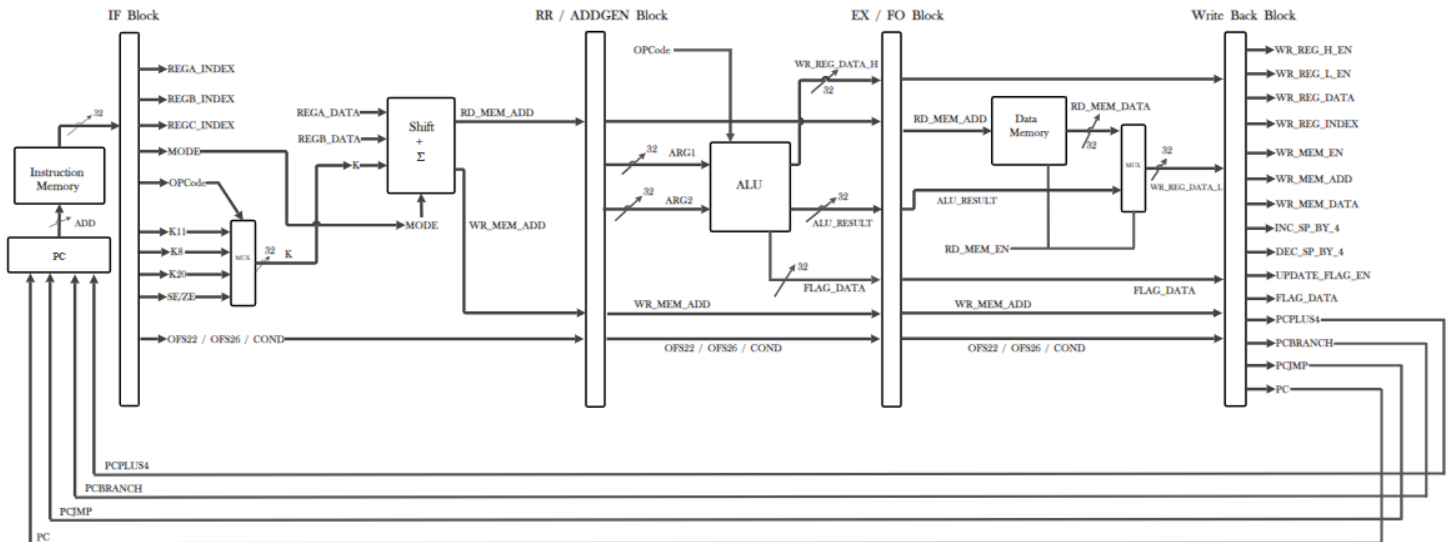 IF Block
RR / ADDGEN Block
EX / FO Block
Write Back Block
REGA_INDEX
REGB_INDEX
REGC_INDEX
MODE
OPCode
K11
K8
K20
SE/ZE
OFS22 / OFS26 / COND
32
Instruction
Memory
ADD
PC
MUX
32
K
REGA_DATA
REGB_DATA
K
Shift
+
Σ
MODE
RD_MEM_ADD
WR_MEM_ADD
OPCode
32
ARG1
32
ARG2
ALU
WR_REG_DATA_H
32
32
ALU_RESULT
32
FLAG_DATA
WR_MEM_ADD
OFS22 / OFS26 / COND
RD_MEM_ADD
Data
Memory
RD_MEM_DATA
32
MUX
32
WR_REG_DATA_L
ALU_RESULT
RD_MEM_EN
FLAG_DATA
WR_MEM_ADD
OFS22 / OFS26 / COND
WR_REG_H_EN
WR_REG_L_EN
WR_REG_DATA
WR_REG_INDEX
WR_MEM_EN
WR_MEM_ADD
WR_MEM_DATA
INC_SP_BY_4
DEC_SP_BY_4
UPDATE_FLAG_EN
FLAG_DATA
PCPLUS4
PCBRANCH
PCJMP
PC
PCPLUS4
PCBRANCH
PCJMP
PC